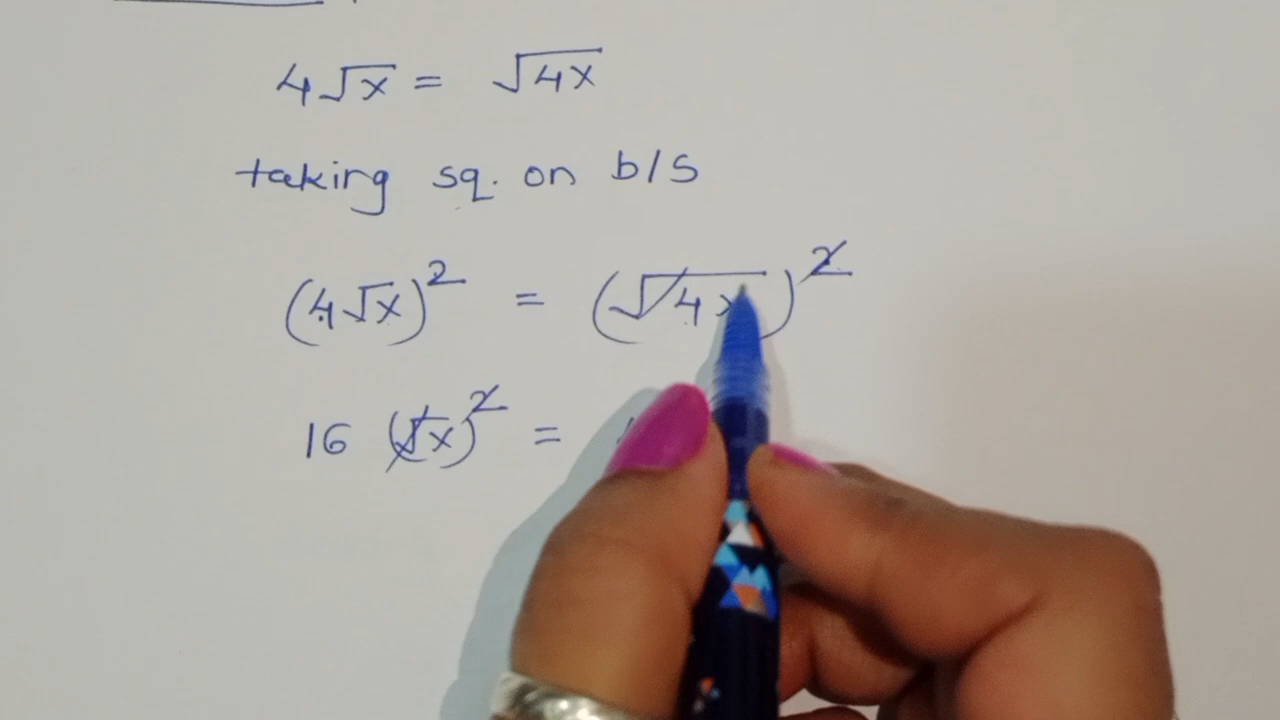 4√x = √4x
taking sq. on b/s
(4√x)² = (√4x)²
16 (√x)² =